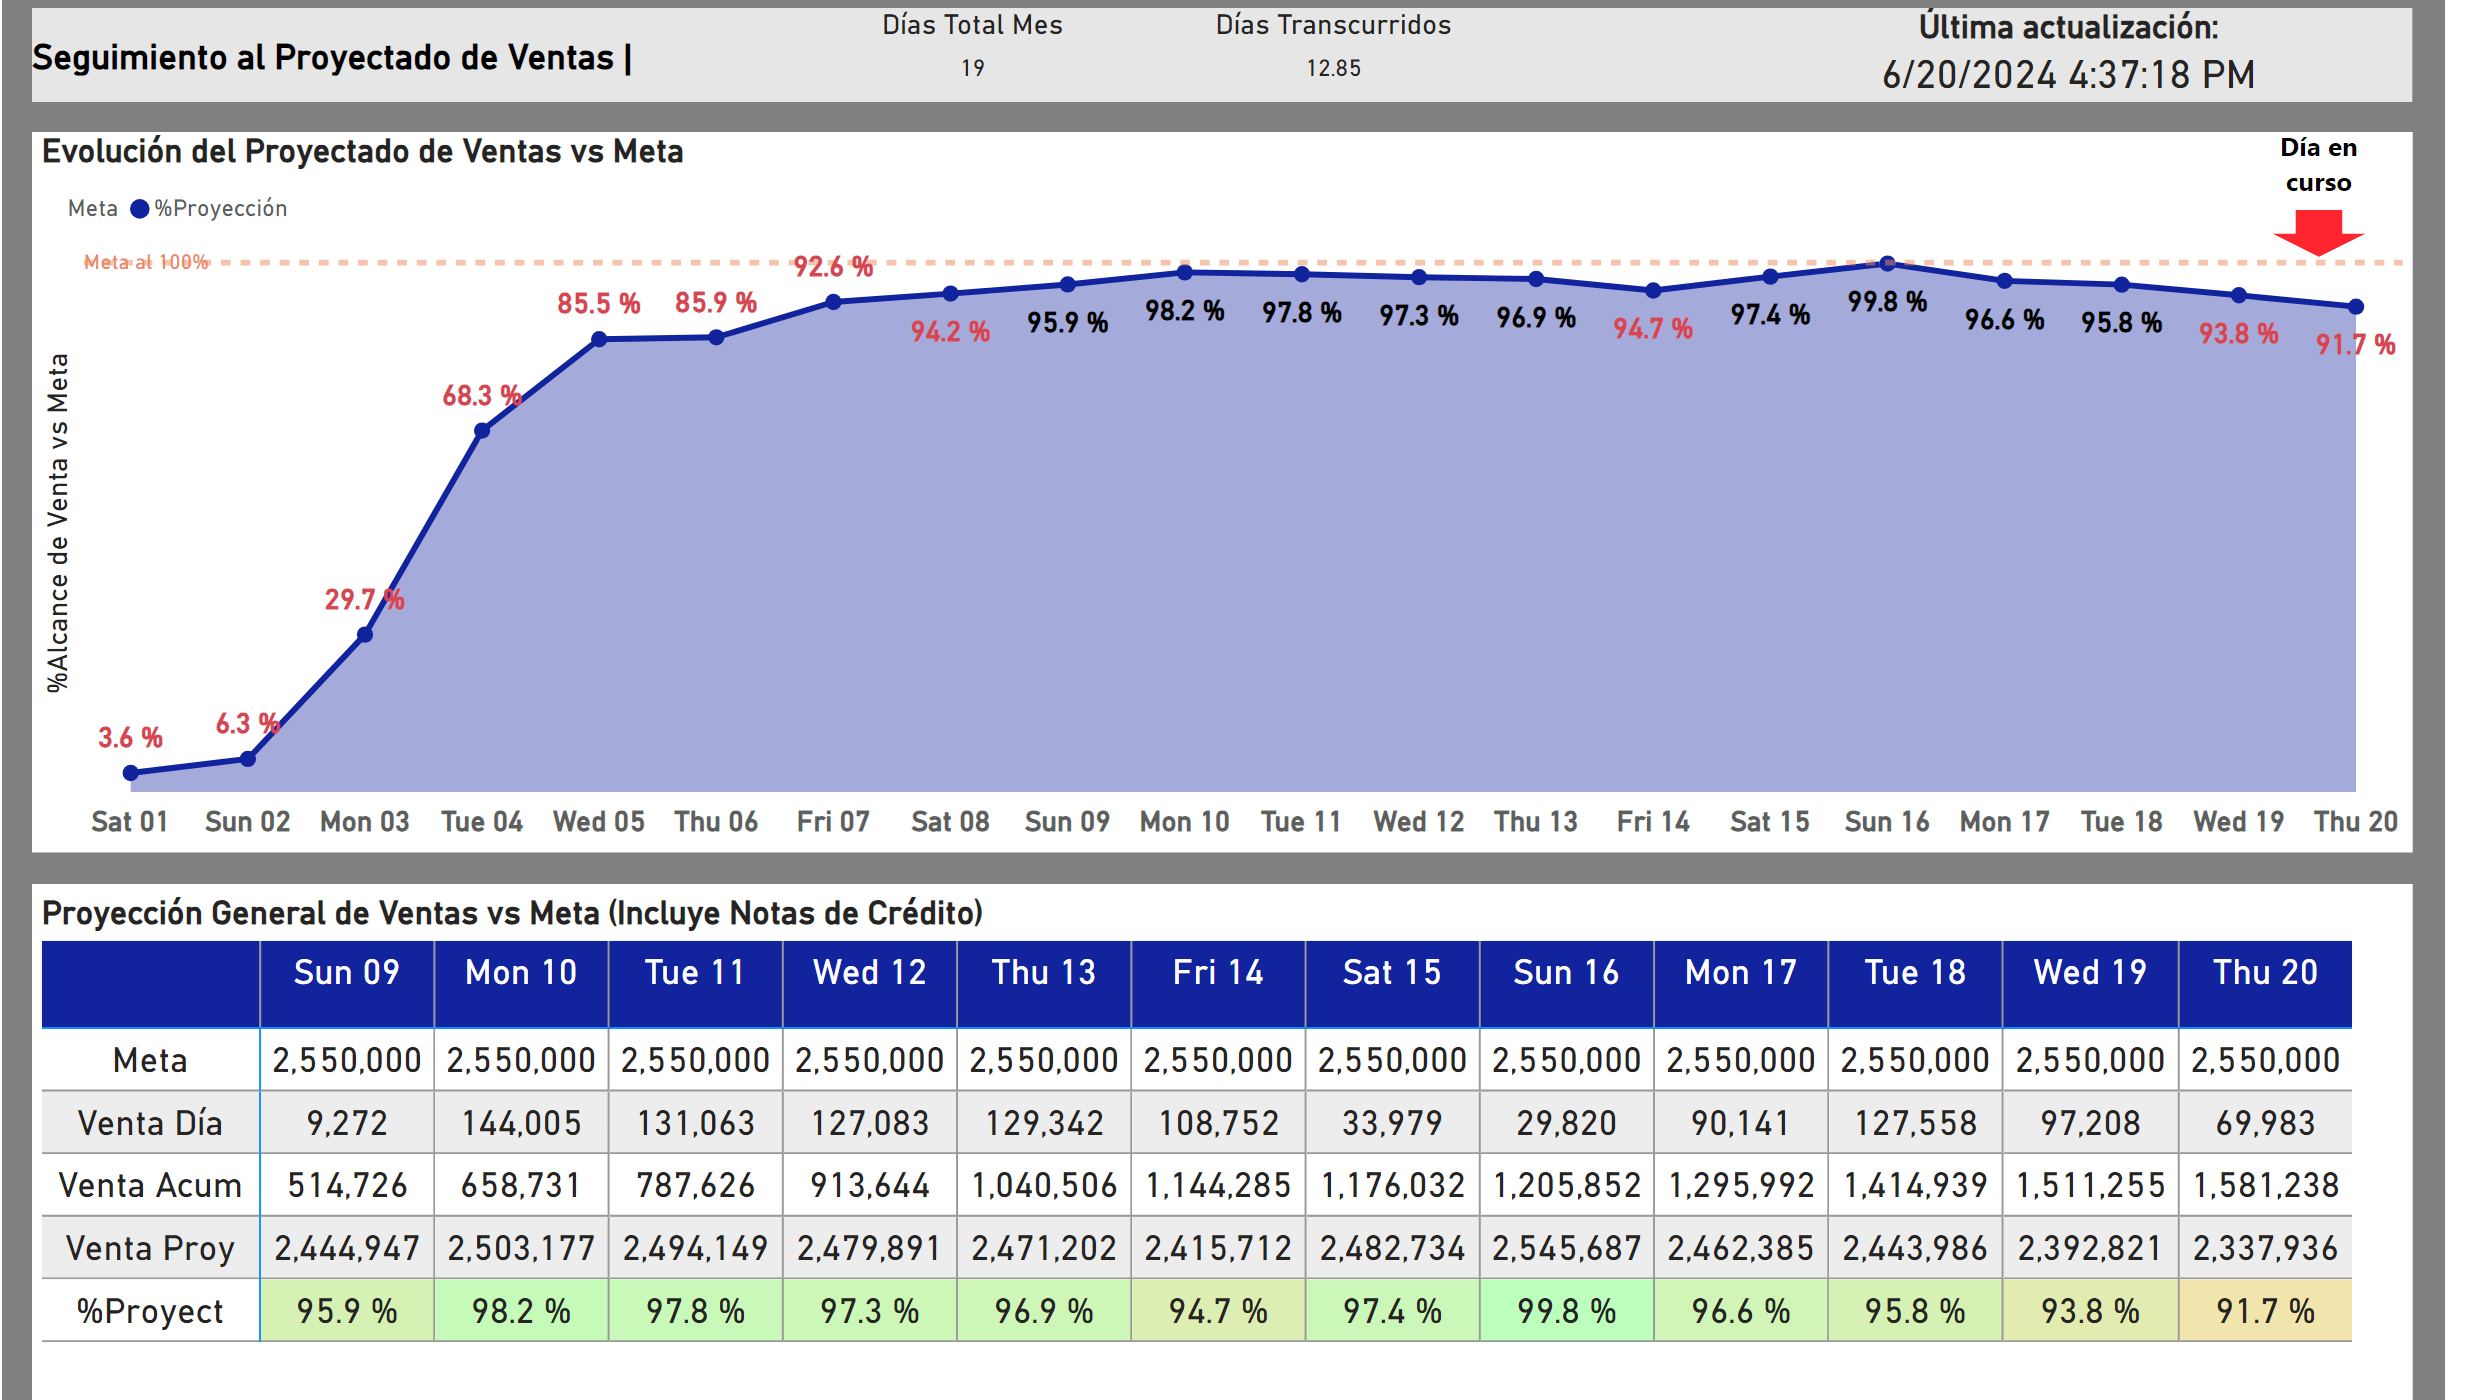 Seguimiento al Proyectado de Ventas |
Días Total Mes
19
Días Transcurridos
12.85
Última actualización:
6/20/2024 4:37:18 PM
Evolución del Proyectado de Ventas vs Meta
Día en
curso
Meta %Proyección
Meta al 100%
%Alcance de Venta vs Meta
3.6 % 6.3 % 29.7 % 68.3 % 85.5 % 85.9 % 92.6 % 94.2 % 95.9 % 98.2 % 97.8 % 97.3 % 96.9 % 94.7 % 97.4 % 99.8 % 96.6 % 95.8 % 93.8 % 91.7 %
Sat 01 Sun 02 Mon 03 Tue 04 Wed 05 Thu 06 Fri 07 Sat 08 Sun 09 Mon 10 Tue 11 Wed 12 Thu 13 Fri 14 Sat 15 Sun 16 Mon 17 Tue 18 Wed 19 Thu 20
Proyección General de Ventas vs Meta (Incluye Notas de Crédito)
Sun 09 Mon 10 Tue 11 Wed 12 Thu 13 Fri 14 Sat 15 Sun 16 Mon 17 Tue 18 Wed 19 Thu 20
Meta 2,550,000 2,550,000 2,550,000 2,550,000 2,550,000 2,550,000 2,550,000 2,550,000 2,550,000 2,550,000 2,550,000 2,550,000
Venta Día 9,272 144,005 131,063 127,083 129,342 108,752 33,979 29,820 90,141 127,558 97,208 69,983
Venta Acum 514,726 658,731 787,626 913,644 1,040,506 1,144,285 1,176,032 1,205,852 1,295,992 1,414,939 1,511,255 1,581,238
Venta Proy 2,444,947 2,503,177 2,494,149 2,479,891 2,471,202 2,415,712 2,482,734 2,545,687 2,462,385 2,443,986 2,392,821 2,337,936
%Proyect 95.9 % 98.2 % 97.8 % 97.3 % 96.9 % 94.7 % 97.4 % 99.8 % 96.6 % 95.8 % 93.8 % 91.7 %